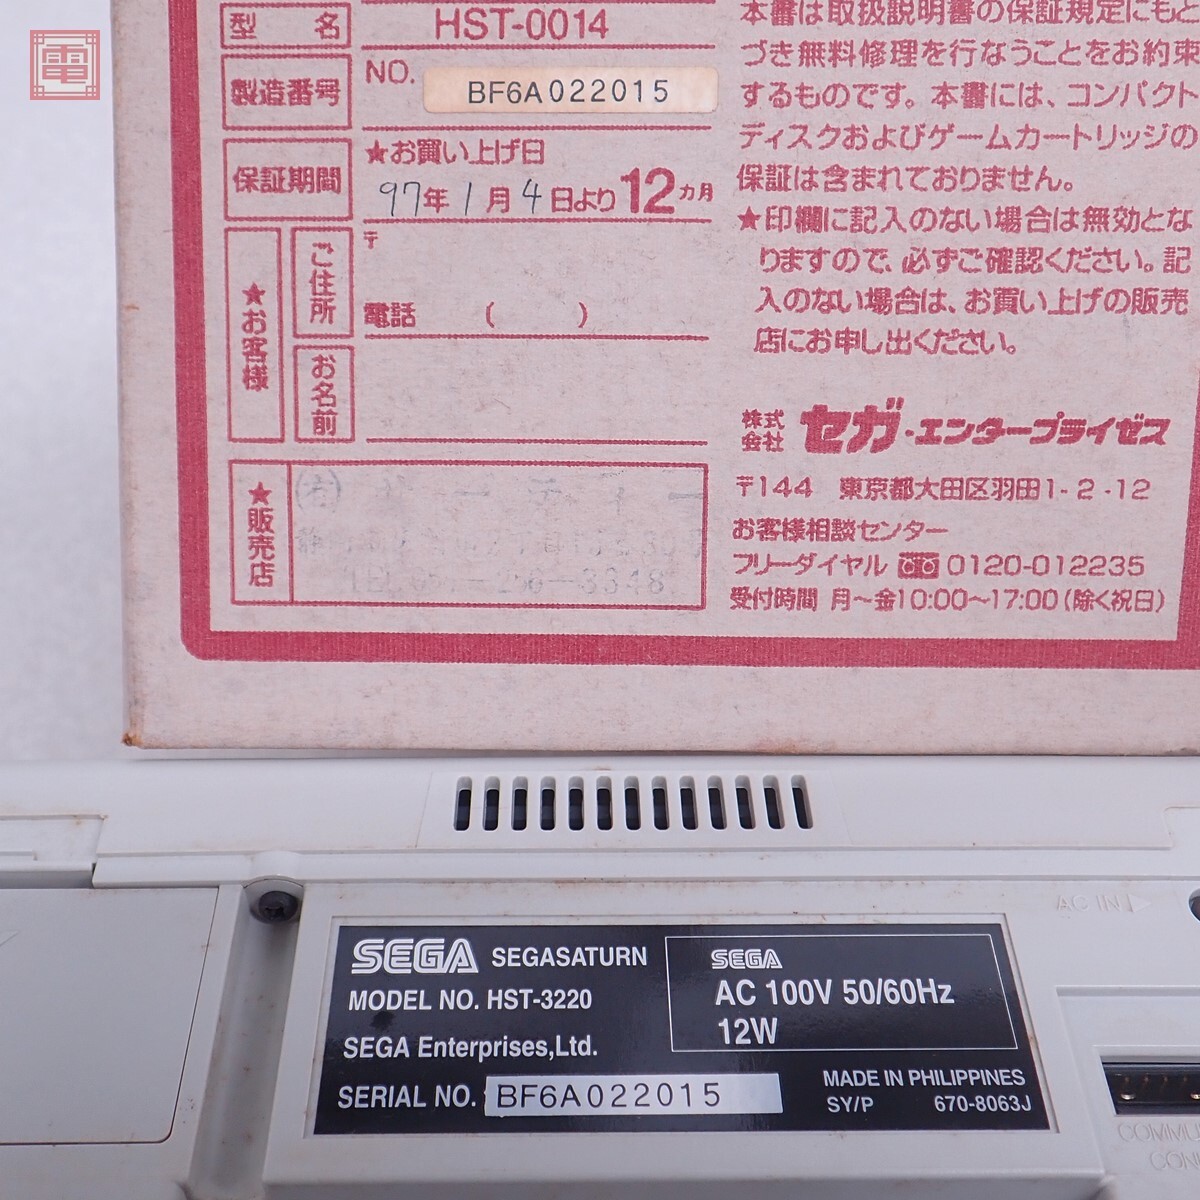 電
型 名
HST-0014
製造番号
NO.
BF6A022015
保証期間
★お買い上げ日
97年1月4日より12カ月
★お客様
ご住所
〒
電話 ( )
お名前
★販売店
(有)
256-3348
本書は取扱説明書の保証規定にもと
づき無料修理を行なうことをお約束
するものです。本書には、コンパクト
ディスクおよびゲームカートリッジの
保証は含まれておりません。
★印欄に記入のない場合は無効とな
りますので、必ずご確認ください。記
入のない場合は、お買い上げの販売
店にお申し出ください。
株式会社 セガ・エンタープライゼス
〒144 東京都大田区羽田1-2-12
お客様相談センター
フリーダイヤル 0120-012235
受付時間 月〜金10:00〜17:00(除く祝日)
AC IN
SEGA SEGASATURN
MODEL NO. HST-3220
SEGA Enterprises,Ltd.
SERIAL NO. BF6A022015
SEGA
AC 100V 50/60Hz
12W
MADE IN PHILIPPINES
SY/P 670-8063J